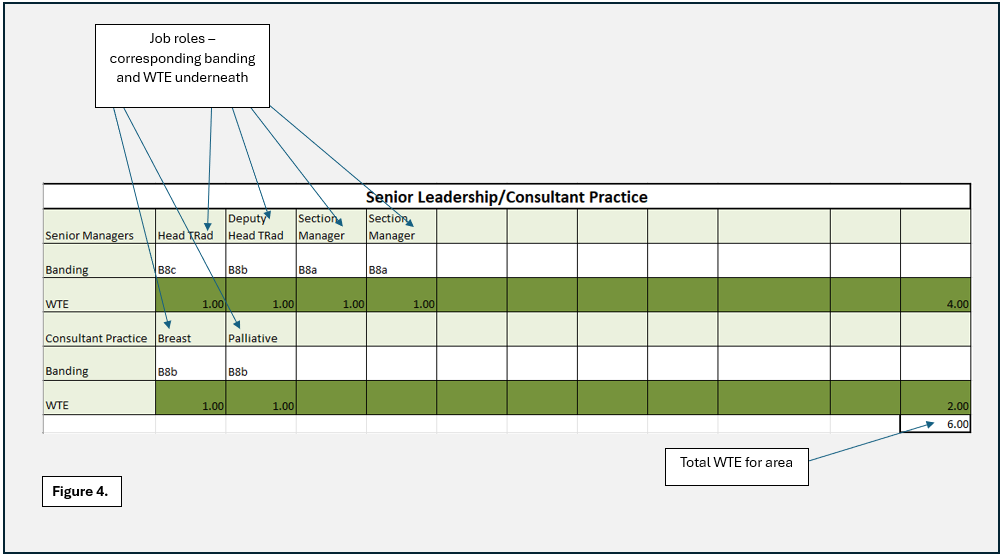 Job roles –
corresponding banding
and WTE underneath
Senior Leadership/Consultant Practice
Senior Managers Head TRad Deputy Head TRad Section Manager Section Manager
Banding B8c B8b B8a B8a
WTE 1.00 1.00 1.00 1.00 4.00
Consultant Practice Breast Palliative
Banding B8b B8b
WTE 1.00 1.00 2.00
6.00
Total WTE for area
Figure 4.